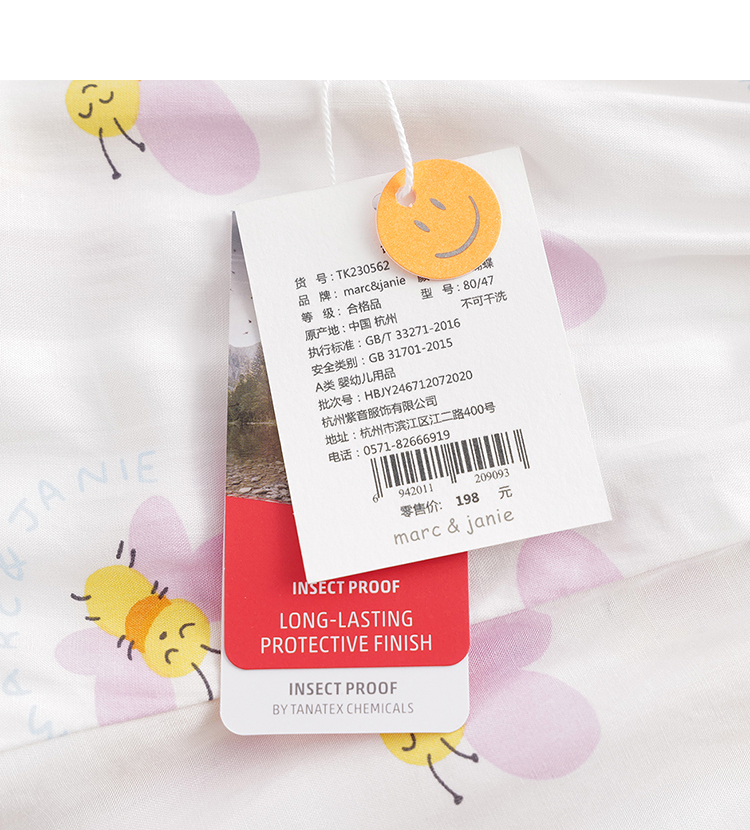 货 号: TK230562
品 牌: marc&janie
蝶
等 级: 合格品
型 号: 80/47
原产地: 中国 杭州
不可干洗
执行标准: GB/T 33271-2016
安全类别: GB 31701-2015
A类 婴幼儿用品
批次号: HBJY246712072020
杭州紫音服饰有限公司
地址: 杭州市滨江区江二路400号
电话: 0571-82666919
6 942011 209093
零售价: 198 元
marc & janie
INSECT PROOF
LONG-LASTING
PROTECTIVE FINISH
INSECT PROOF
BY TANATEX CHEMICALS
& JANIE